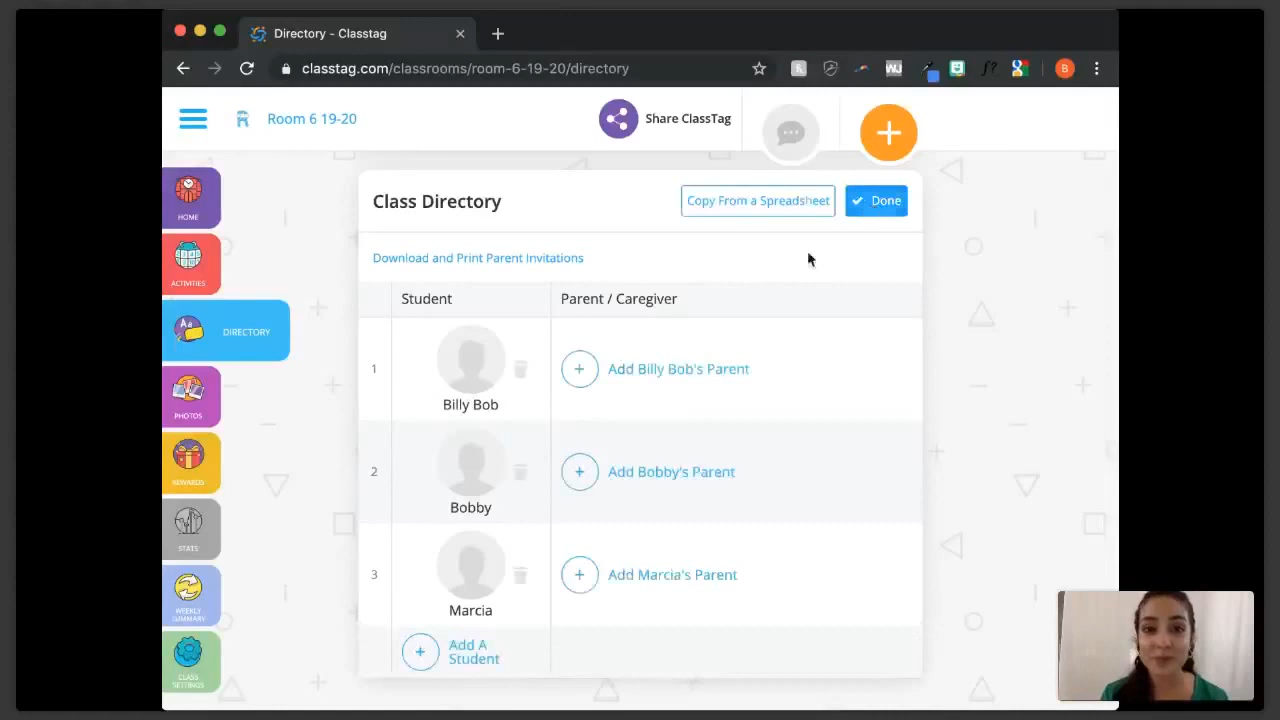 Directory - Classtag
classtag.com/classrooms/room-6-19-20/directory
B
Room 6 19-20
Share ClassTag
HOME
ACTIVITIES
DIRECTORY
PHOTOS
REWARDS
STATS
WEEKLY
SUMMARY
CLASS
SETTINGS
Class Directory
Copy From a Spreadsheet
Done
Download and Print Parent Invitations
Student
Parent / Caregiver
1
Billy Bob
Add Billy Bob's Parent
2
Bobby
Add Bobby's Parent
3
Marcia
Add Marcia's Parent
Add A
Student